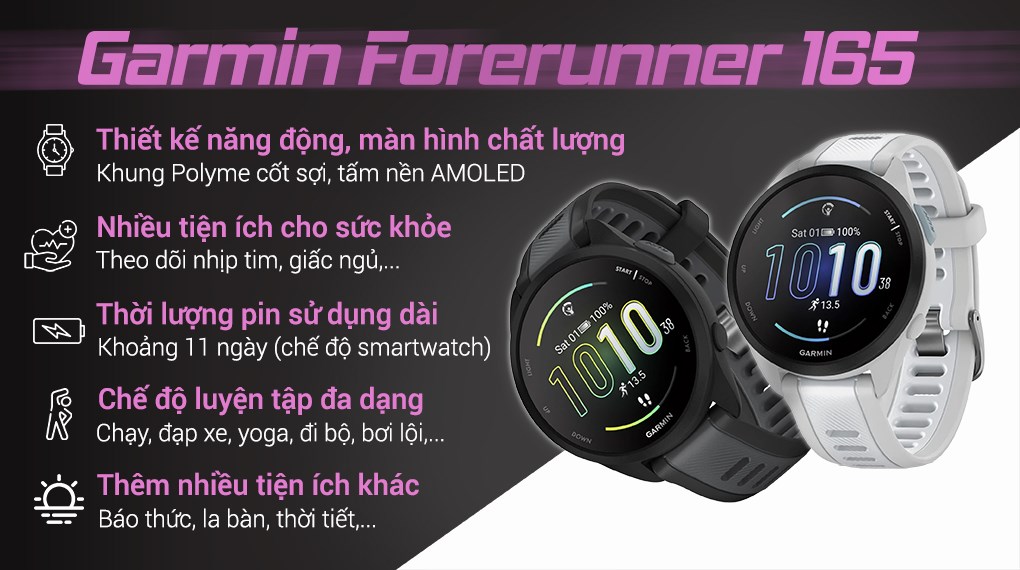 Garmin Forerunner 165
Thiết kế năng động, màn hình chất lượng
Khung Polyme cốt sợi, tấm nền AMOLED
Nhiều tiện ích cho sức khỏe
Theo dõi nhịp tim, giấc ngủ,...
Thời lượng pin sử dụng dài
Khoảng 11 ngày (chế độ smartwatch)
Chế độ luyện tập đa dạng
Chạy, đạp xe, yoga, đi bộ, bơi lội,...
Thêm nhiều tiện ích khác
Báo thức, la bàn, thời tiết,...
LIGHT
START | STOP
UP
DOWN
BACK
Sat 01 100%
10 10 38
13.5
GARMIN
LIGHT
START | STOP
UP
DOWN
BACK
Sat 01 100%
10 10 38
13.5
GARMIN